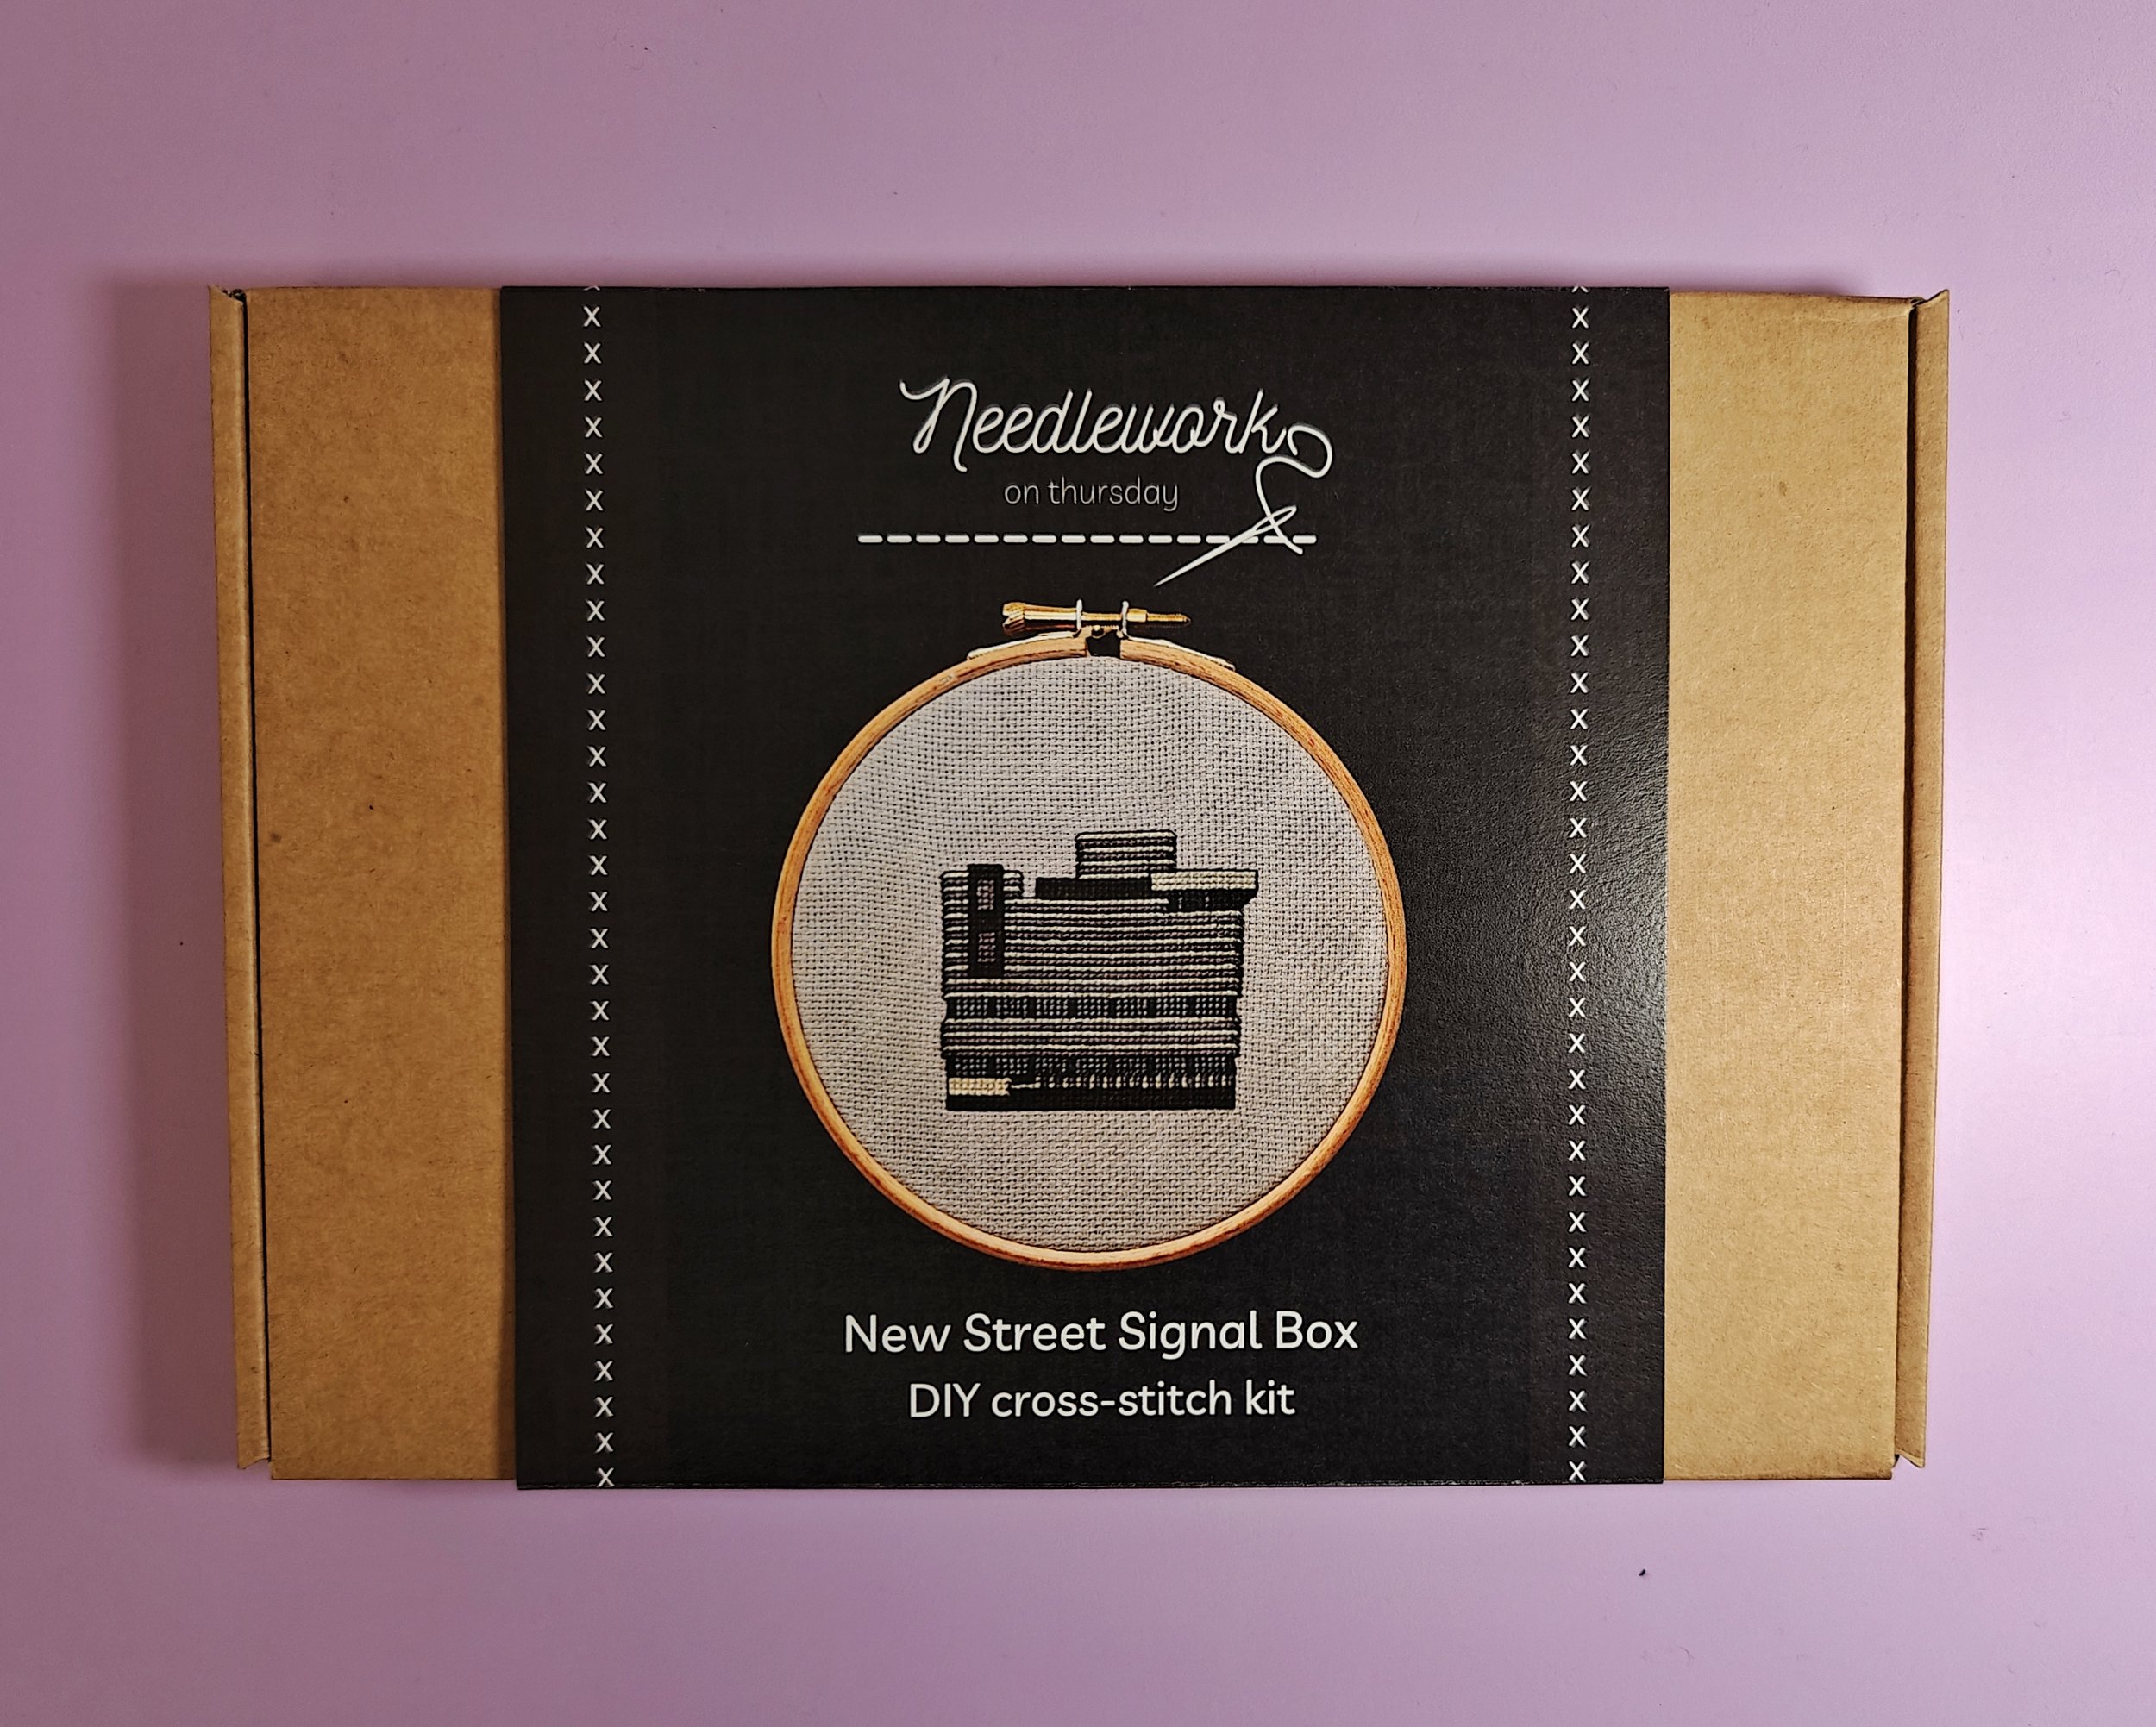 Needlework
on thursday
New Street Signal Box
DIY cross-stitch kit